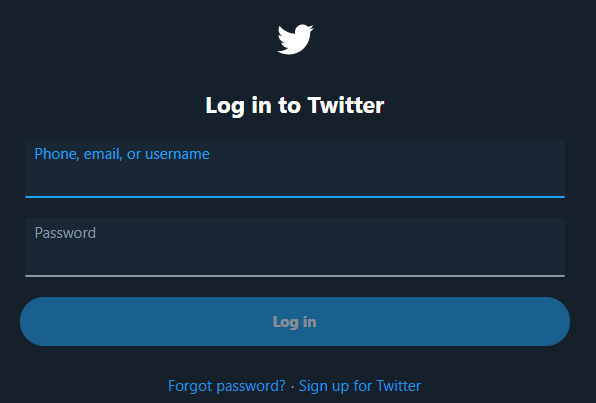 Log in to Twitter
Phone, email, or username
Password
Log in
Forgot password? · Sign up for Twitter